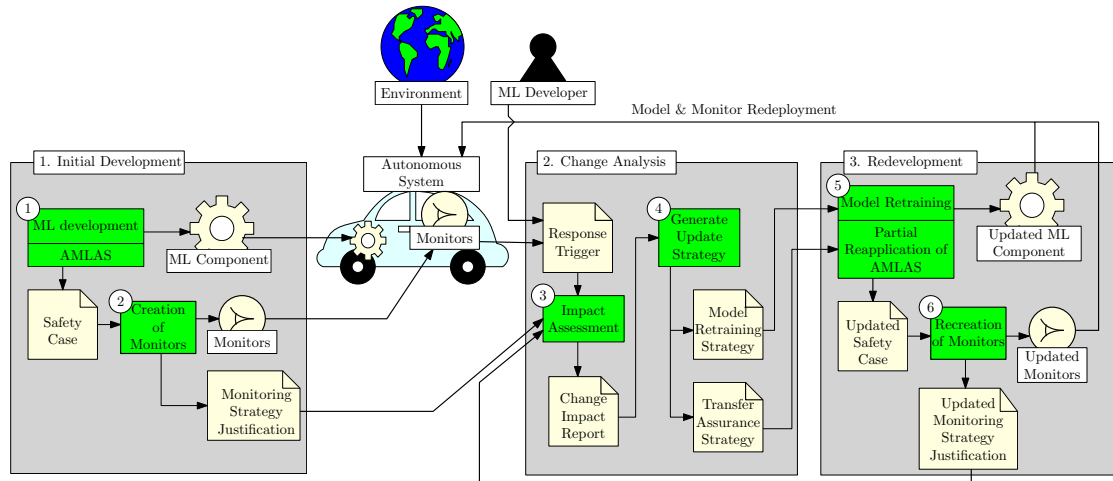 Environment
ML Developer
Model & Monitor Redeployment
1. Initial Development
Autonomous
System
2. Change Analysis
3. Redevelopment
1
ML development
AMLAS
ML Component
Monitors
2
Safety
Case
Creation
of
Monitors
Monitors
Monitoring
Strategy
Justification
Response
Trigger
3
Impact
Assessment
Change
Impact
Report
4
Generate
Update
Strategy
Model
Retraining
Strategy
Transfer
Assurance
Strategy
5
Model Retraining
Partial
Reapplication of
AMLAS
Updated ML
Component
Updated
Safety
Case
6
Recreation
of Monitors
Updated
Monitors
Updated
Monitoring
Strategy
Justification